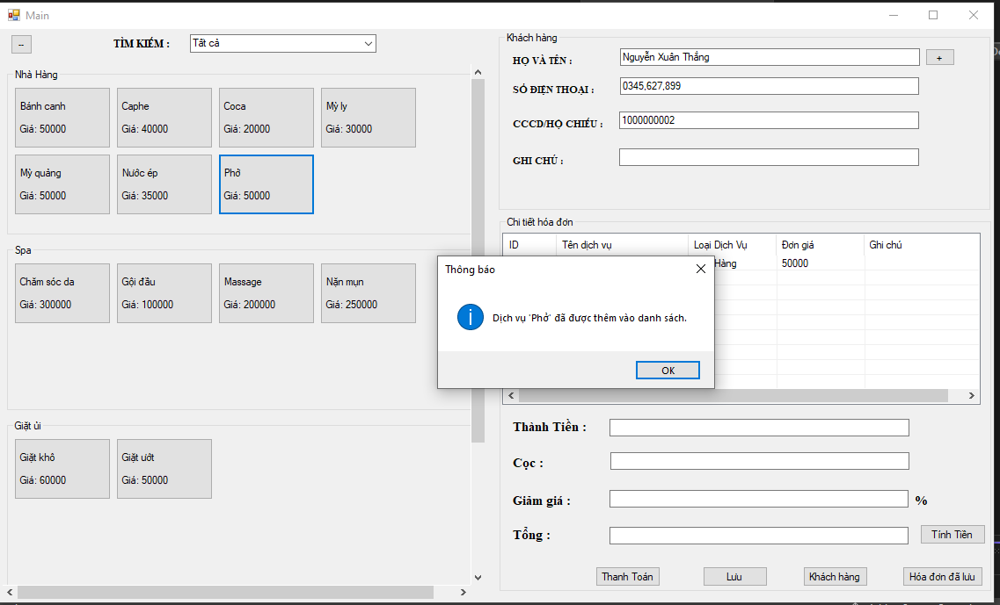 Main
--
TÌM KIẾM :
Tất cả
Nhà Hàng
Bánh canh
Giá: 50000
Caphe
Giá: 40000
Coca
Giá: 20000
Mỳ ly
Giá: 30000
Mỳ quảng
Giá: 50000
Nước ép
Giá: 35000
Phở
Giá: 50000
Spa
Chăm sóc da
Giá: 300000
Gội đầu
Giá: 100000
Massage
Giá: 200000
Nặn mụn
Giá: 250000
Giặt ủi
Giặt khô
Giá: 60000
Giặt ướt
Giá: 50000
Khách hàng
HỌ VÀ TÊN :
Nguyễn Xuân Thắng
+
SỐ ĐIỆN THOẠI :
0345,627,899
CCCD/HỘ CHIẾU :
1000000002
GHI CHÚ :
Chi tiết hóa đơn
ID Tên dịch vụ Loại Dịch Vụ Đơn giá Ghi chú
Hàng 50000
Thông báo
Dịch vụ 'Phở' đã được thêm vào danh sách.
OK
Thành Tiền :
Cọc :
Giảm giá :
%
Tổng :
Tính Tiền
Thanh Toán
Lưu
Khách hàng
Hóa đơn đã lưu